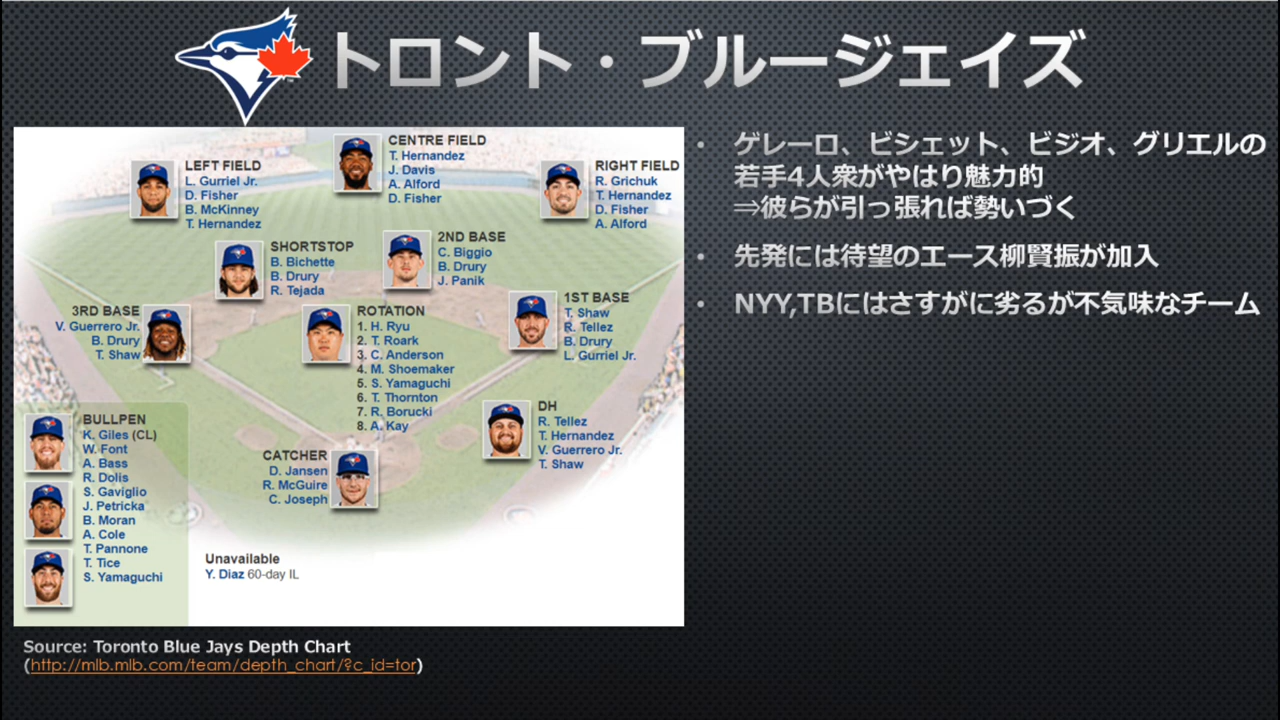 トロント・ブルージェイズ
CENTRE FIELD
T. Hernandez
J. Davis
A. Alford
D. Fisher
LEFT FIELD
L. Gurriel Jr.
D. Fisher
B. McKinney
T. Hernandez
RIGHT FIELD
R. Grichuk
T. Hernandez
D. Fisher
A. Alford
SHORTSTOP
B. Bichette
B. Drury
R. Tejada
2ND BASE
C. Biggio
B. Drury
J. Panik
3RD BASE
V. Guerrero Jr.
B. Drury
T. Shaw
ROTATION
1. H. Ryu
2. T. Roark
3. C. Anderson
4. M. Shoemaker
5. S. Yamaguchi
6. T. Thornton
7. R. Borucki
8. A. Kay
1ST BASE
T. Shaw
R. Tellez
B. Drury
L. Gurriel Jr.
BULLPEN
K. Giles (CL)
W. Font
A. Bass
R. Dolis
S. Gaviglio
J. Petricka
B. Moran
A. Cole
T. Pannone
T. Tice
S. Yamaguchi
CATCHER
D. Jansen
R. McGuire
C. Joseph
DH
R. Tellez
T. Hernandez
V. Guerrero Jr.
T. Shaw
Unavailable
Y. Diaz 60-day IL
• ゲレーロ、ビシェット、ビジオ、グリエルの
若手4人衆がやはり魅力的
⇒彼らが引っ張れば勢いづく
• 先発には待望のエース柳賢振が加入
• NYY,TBにはさすがに劣るが不気味なチーム
Source: Toronto Blue Jays Depth Chart
(http://mlb.mlb.com/team/depth_chart/?c_id=tor)